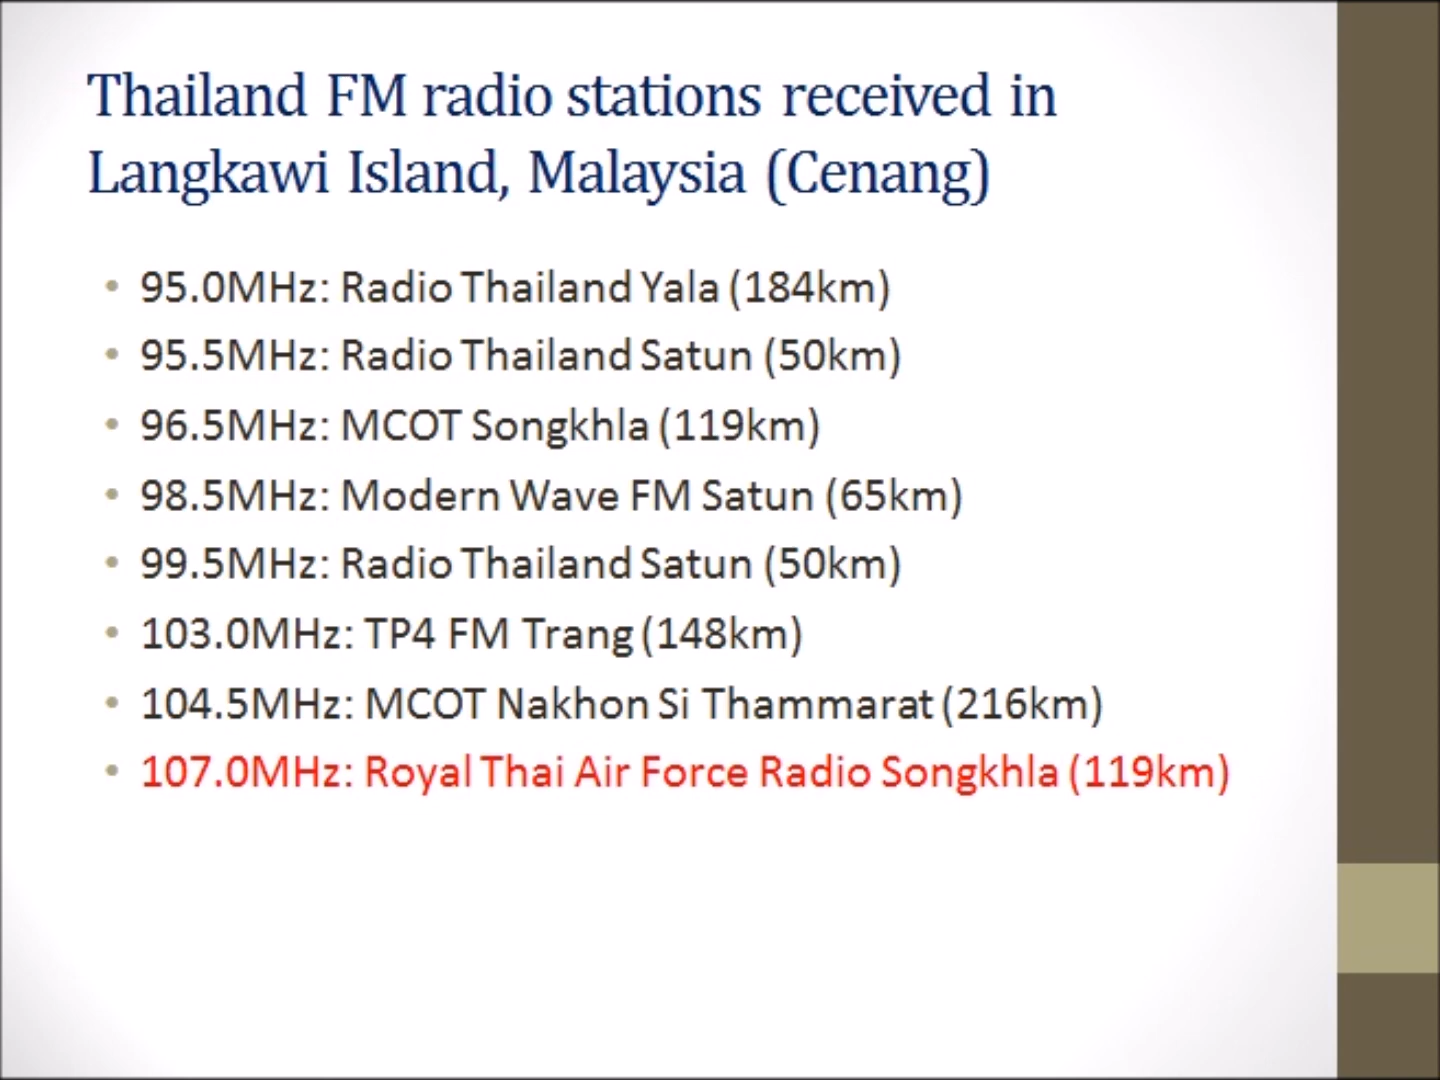 Thailand FM radio stations received in
Langkawi Island, Malaysia (Cenang)
• 95.0MHz: Radio Thailand Yala (184km)
• 95.5MHz: Radio Thailand Satun (50km)
• 96.5MHz: MCOT Songkhla (119km)
• 98.5MHz: Modern Wave FM Satun (65km)
• 99.5MHz: Radio Thailand Satun (50km)
• 103.0MHz: TP4 FM Trang (148km)
• 104.5MHz: MCOT Nakhon Si Thammarat (216km)
• 107.0MHz: Royal Thai Air Force Radio Songkhla (119km)